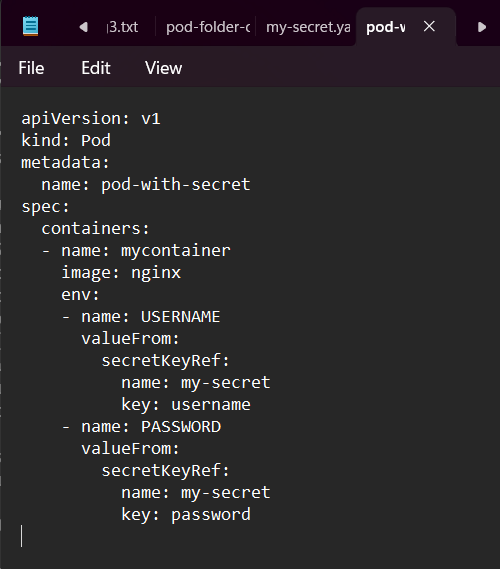 g3.txt pod-folder-c my-secret.ya pod-v
File Edit View
apiVersion: v1
kind: Pod
metadata:
  name: pod-with-secret
spec:
  containers:
  - name: mycontainer
    image: nginx
    env:
    - name: USERNAME
      valueFrom:
        secretKeyRef:
          name: my-secret
          key: username
    - name: PASSWORD
      valueFrom:
        secretKeyRef:
          name: my-secret
          key: password